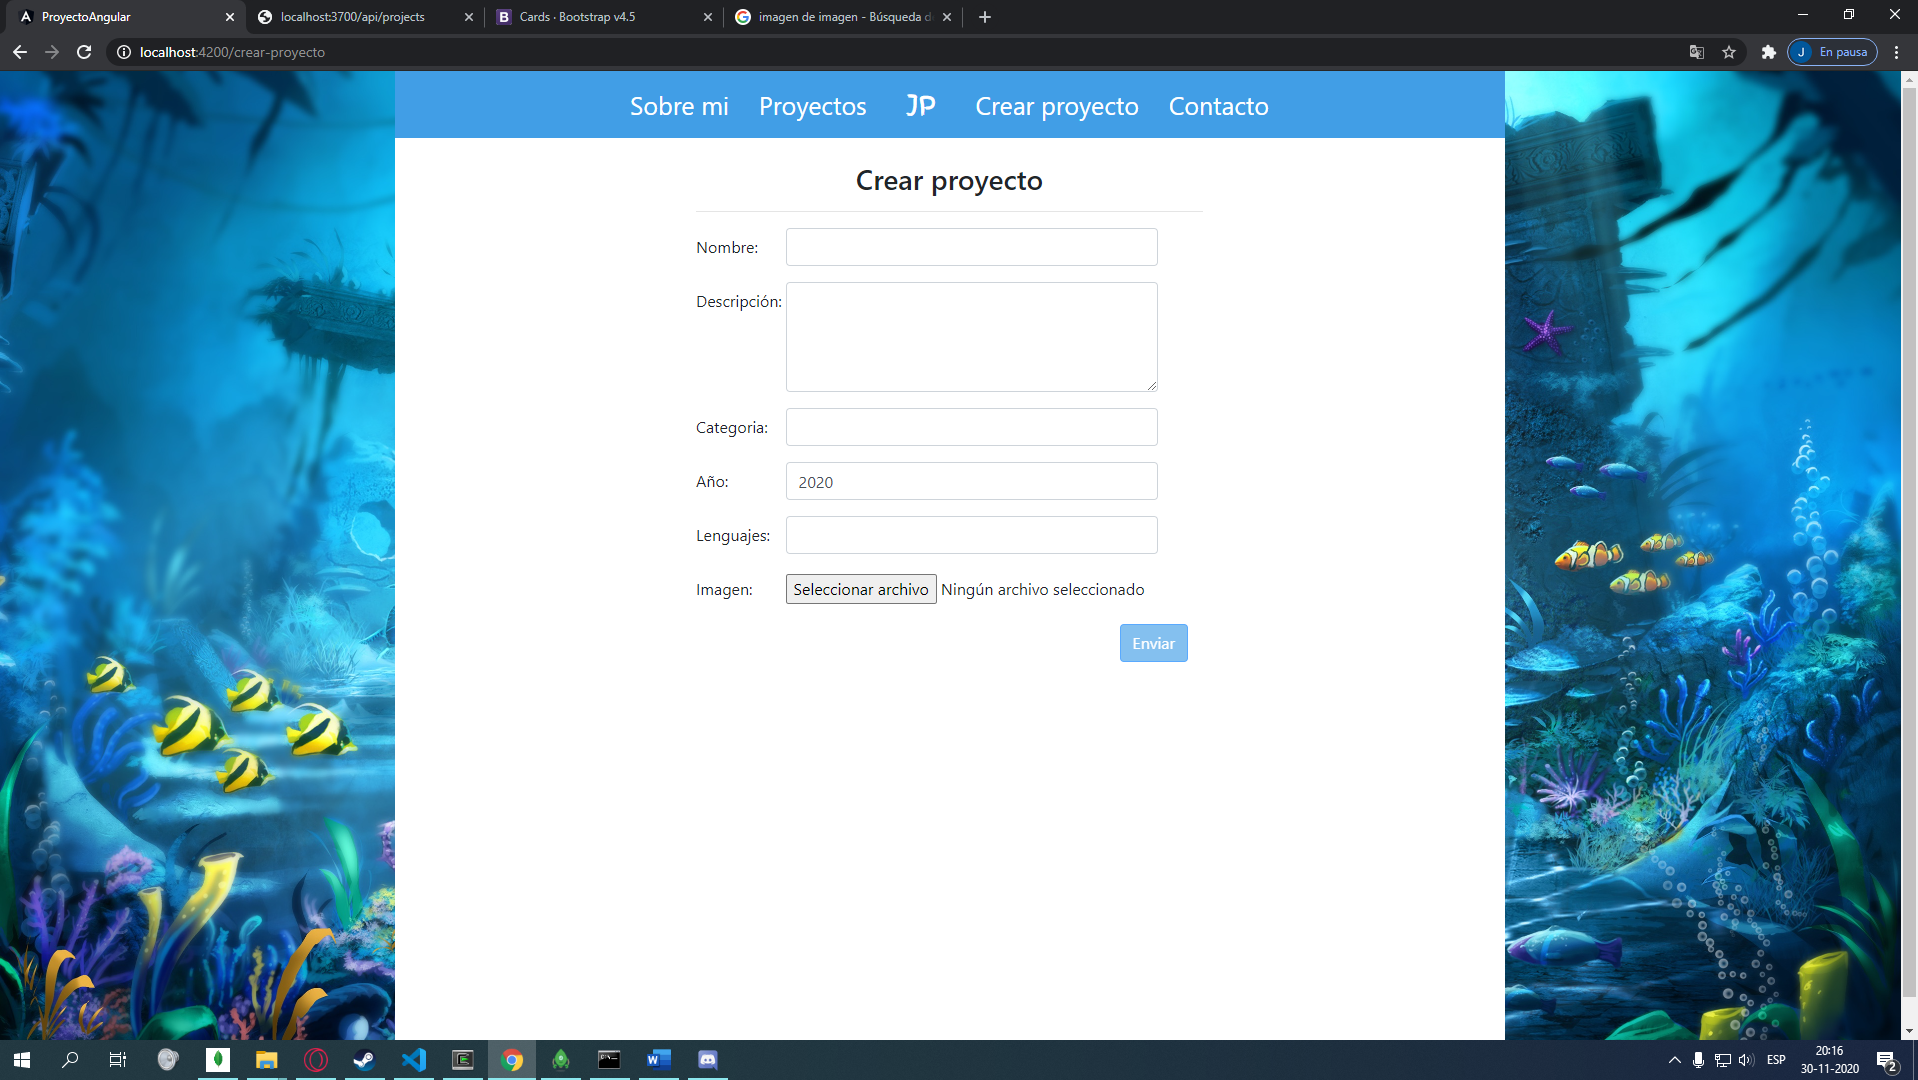 ProyectoAngular
localhost:3700/api/projects
Cards · Bootstrap v4.5
imagen de imagen - Búsqueda d
localhost:4200/crear-proyecto
J En pausa
Sobre mi Proyectos JP Crear proyecto Contacto
Crear proyecto
Nombre:
Descripción:
Categoria:
Año: 2020
Lenguajes:
Imagen: Seleccionar archivo Ningún archivo seleccionado
Enviar
ESP
20:16
30-11-2020
2